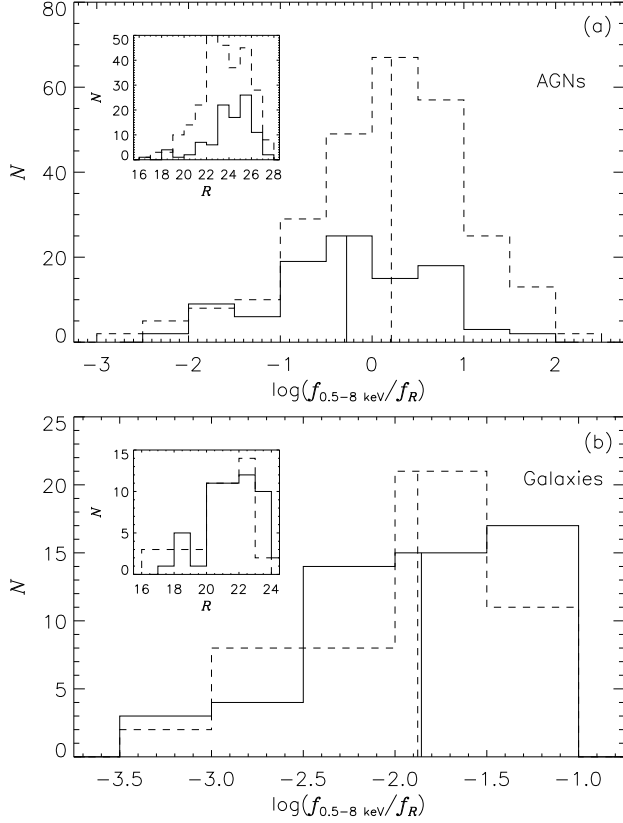 80
60
40
20
0
N
(a)
AGNs
50
40
30
20
10
0
N
16 18 20 22 24 26 28
R
−3 −2 −1 0 1 2
log(f0.5−8 keV/fR)
25
20
15
10
5
0
N
(b)
Galaxies
15
10
5
0
N
16 18 20 22 24
R
−3.5 −3.0 −2.5 −2.0 −1.5 −1.0
log(f0.5−8 keV/fR)